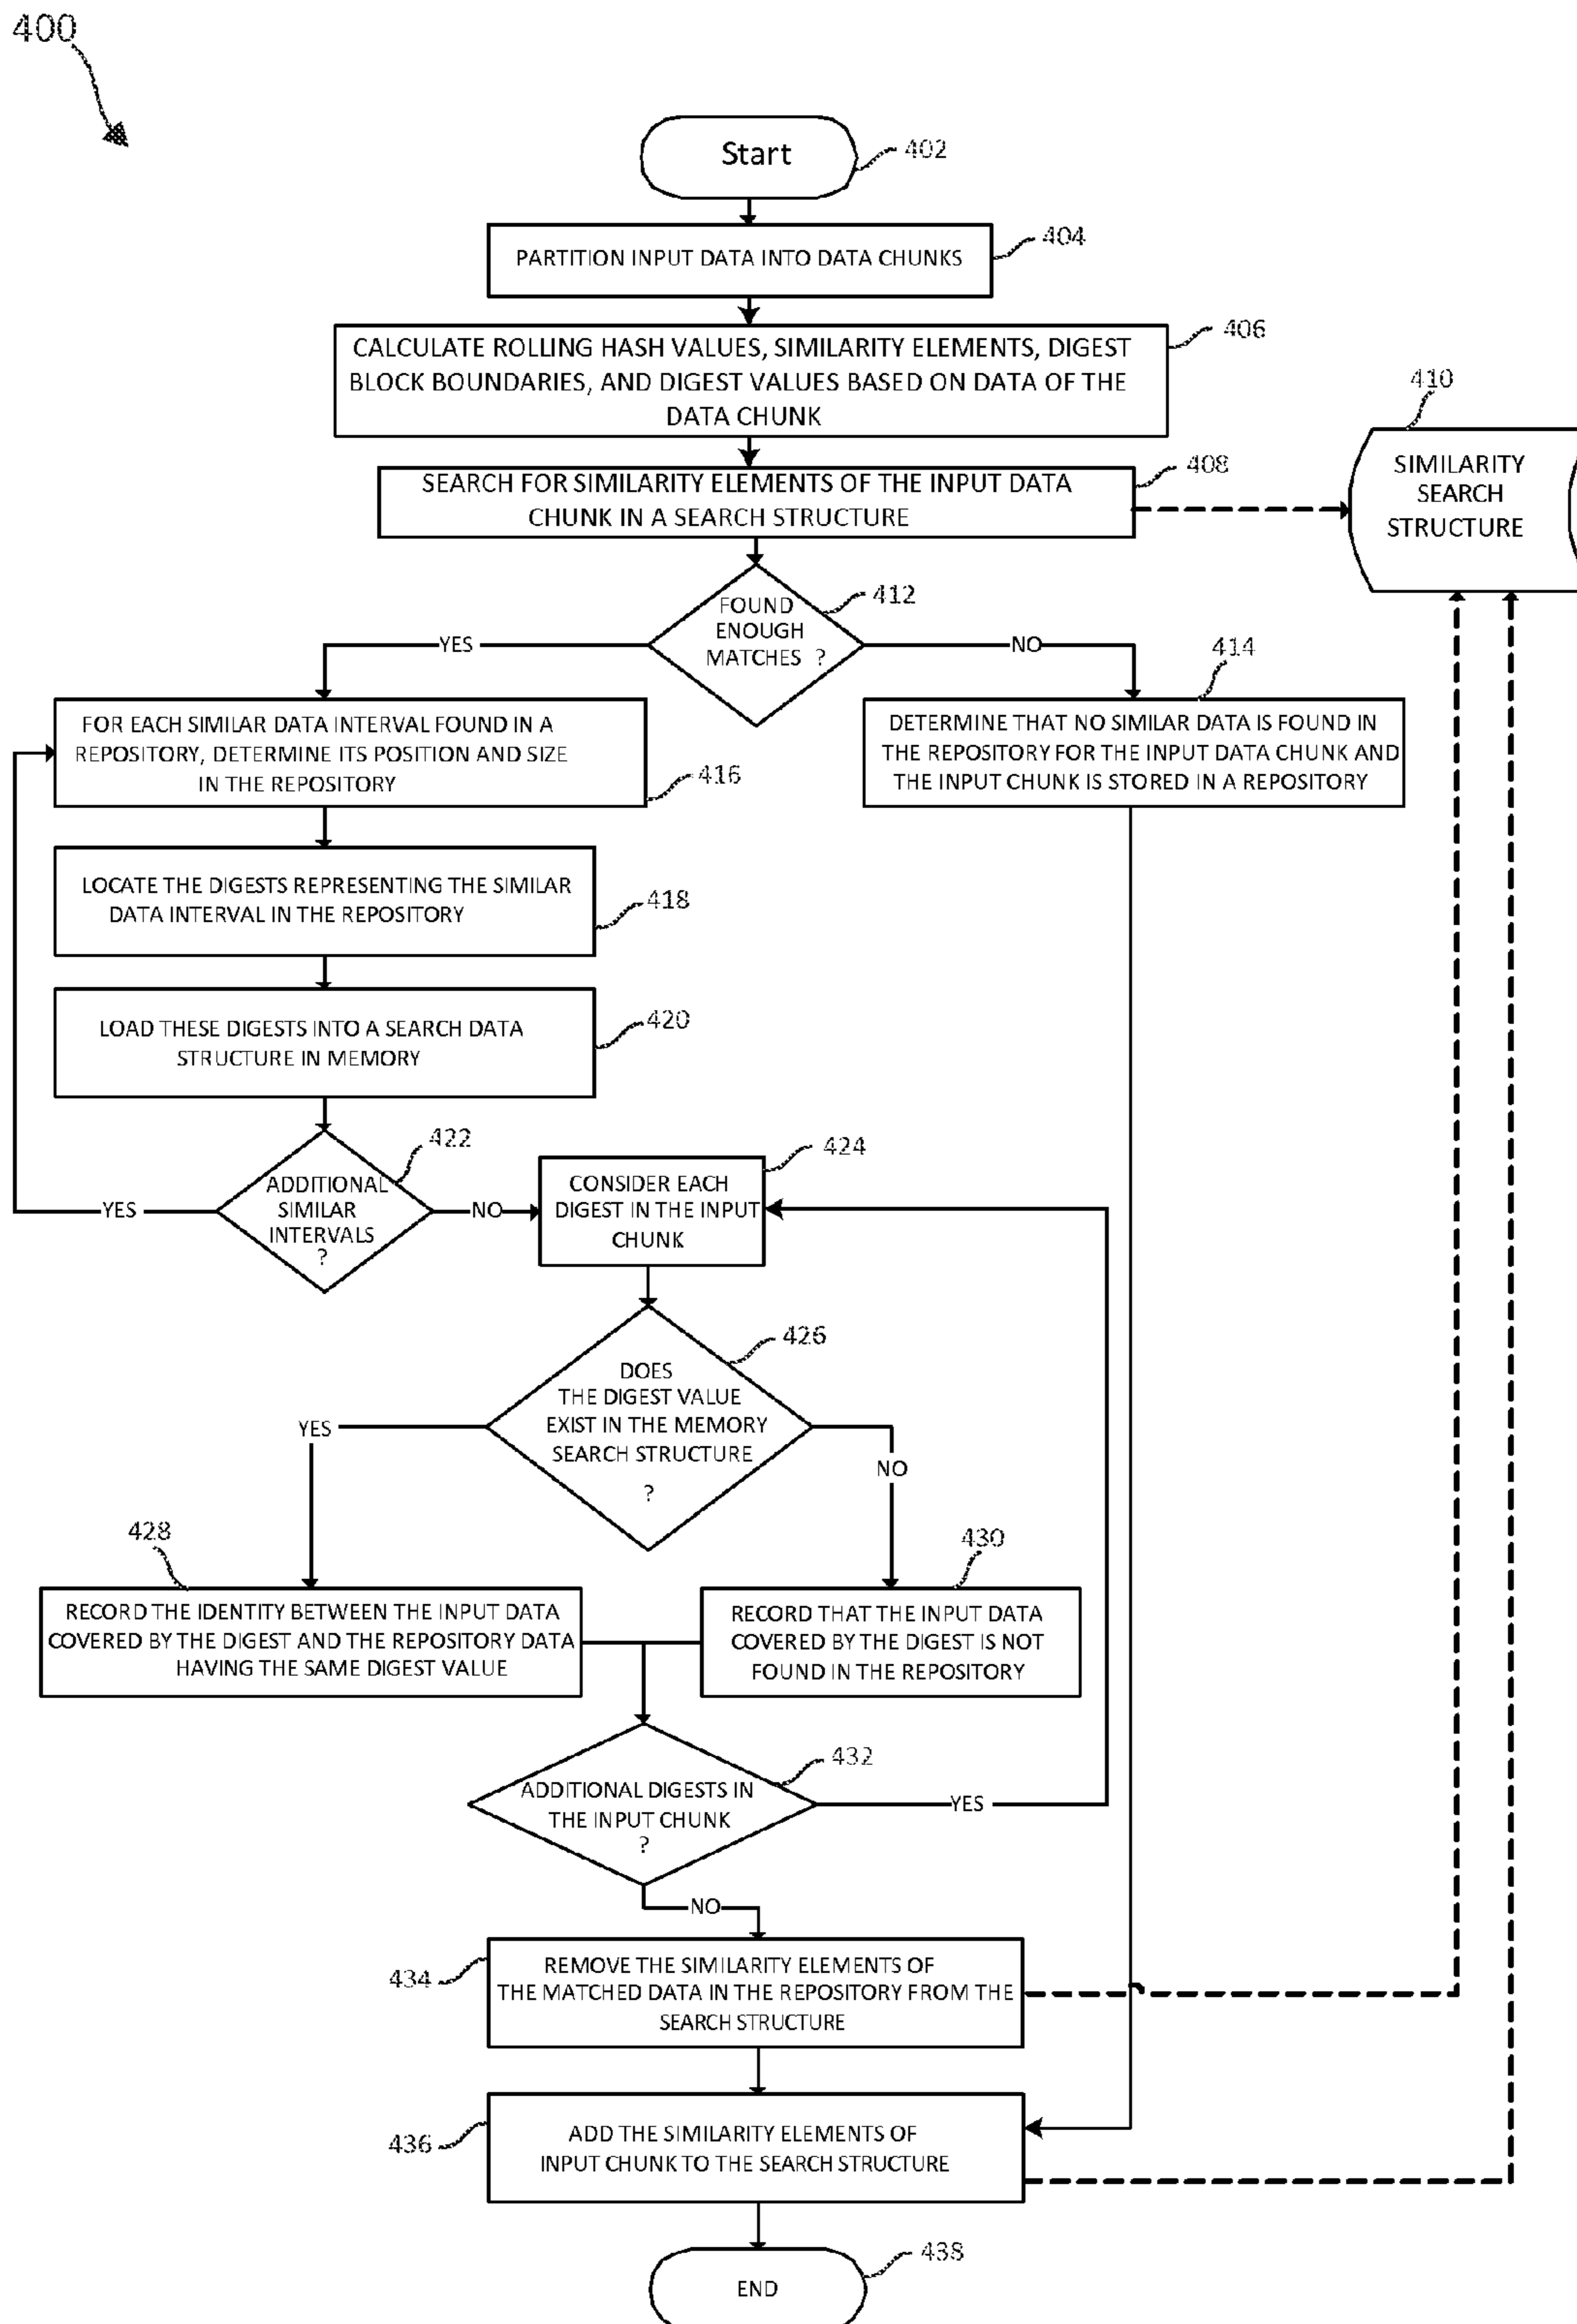 400
Start
402
PARTITION INPUT DATA INTO DATA CHUNKS
404
CALCULATE ROLLING HASH VALUES, SIMILARITY ELEMENTS, DIGEST
BLOCK BOUNDARIES, AND DIGEST VALUES BASED ON DATA OF THE
DATA CHUNK
406
SEARCH FOR SIMILARITY ELEMENTS OF THE INPUT DATA
CHUNK IN A SEARCH STRUCTURE
408
410
SIMILARITY
SEARCH
STRUCTURE
FOUND
ENOUGH
MATCHES ?
412
YES
NO
414
DETERMINE THAT NO SIMILAR DATA IS FOUND IN
THE REPOSITORY FOR THE INPUT DATA CHUNK AND
THE INPUT CHUNK IS STORED IN A REPOSITORY
FOR EACH SIMILAR DATA INTERVAL FOUND IN A
REPOSITORY, DETERMINE ITS POSITION AND SIZE
IN THE REPOSITORY
416
LOCATE THE DIGESTS REPRESENTING THE SIMILAR
DATA INTERVAL IN THE REPOSITORY
418
LOAD THESE DIGESTS INTO A SEARCH DATA
STRUCTURE IN MEMORY
420
ADDITIONAL
SIMILAR
INTERVALS
?
422
YES
NO
CONSIDER EACH
DIGEST IN THE INPUT
CHUNK
424
DOES
THE DIGEST VALUE
EXIST IN THE MEMORY
SEARCH STRUCTURE
?
426
YES
NO
428
RECORD THE IDENTITY BETWEEN THE INPUT DATA
COVERED BY THE DIGEST AND THE REPOSITORY DATA
HAVING THE SAME DIGEST VALUE
430
RECORD THAT THE INPUT DATA
COVERED BY THE DIGEST IS NOT
FOUND IN THE REPOSITORY
ADDITIONAL DIGESTS IN
THE INPUT CHUNK
?
432
YES
NO
434
REMOVE THE SIMILARITY ELEMENTS OF
THE MATCHED DATA IN THE REPOSITORY FROM THE
SEARCH STRUCTURE
436
ADD THE SIMILARITY ELEMENTS OF
INPUT CHUNK TO THE SEARCH STRUCTURE
438
END